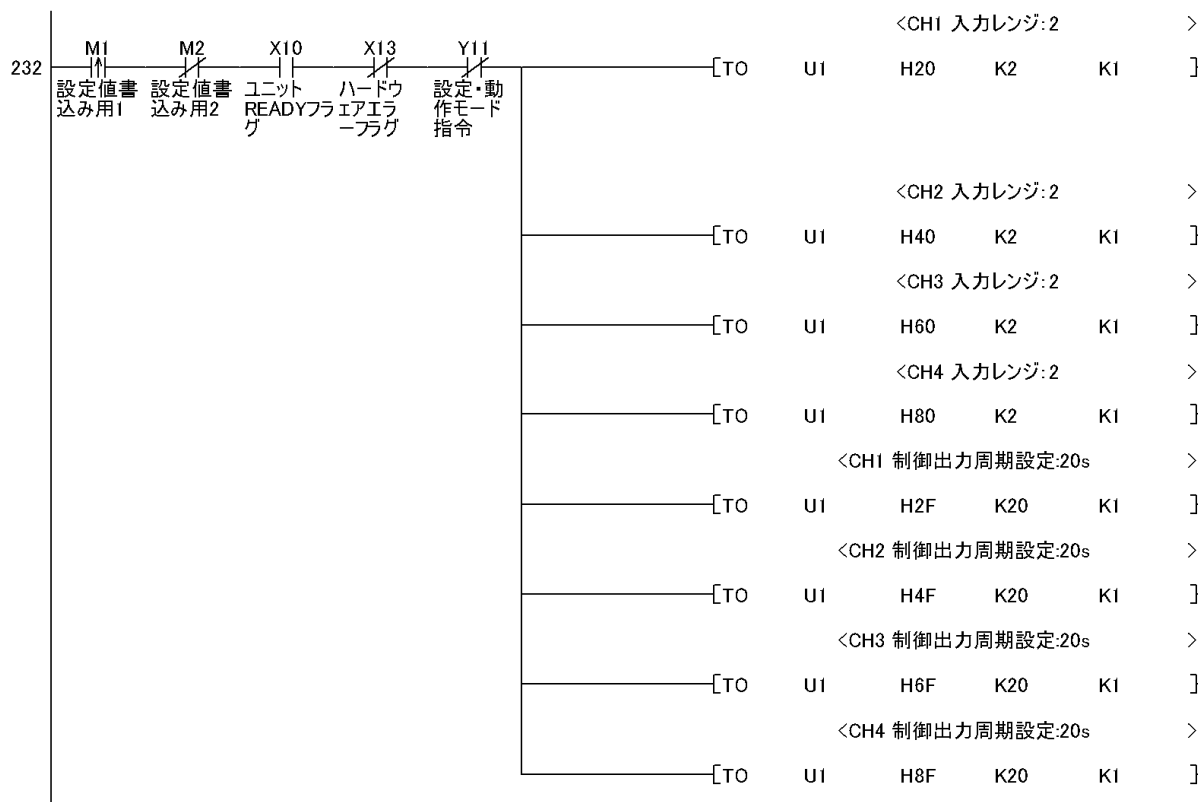 <CH1 入力レンジ:2 >
M1 M2 X10 X13 Y11
232 [TO U1 H20 K2 K1 ]
設定値書 設定値書 ユニット ハードウ 設定・動
込み用1 込み用2 READYフラ ェアエラ 作モード
グ ーフラグ 指令
<CH2 入力レンジ:2 >
[TO U1 H40 K2 K1 ]
<CH3 入力レンジ:2 >
[TO U1 H60 K2 K1 ]
<CH4 入力レンジ:2 >
[TO U1 H80 K2 K1 ]
<CH1 制御出力周期設定:20s >
[TO U1 H2F K20 K1 ]
<CH2 制御出力周期設定:20s >
[TO U1 H4F K20 K1 ]
<CH3 制御出力周期設定:20s >
[TO U1 H6F K20 K1 ]
<CH4 制御出力周期設定:20s >
[TO U1 H8F K20 K1 ]